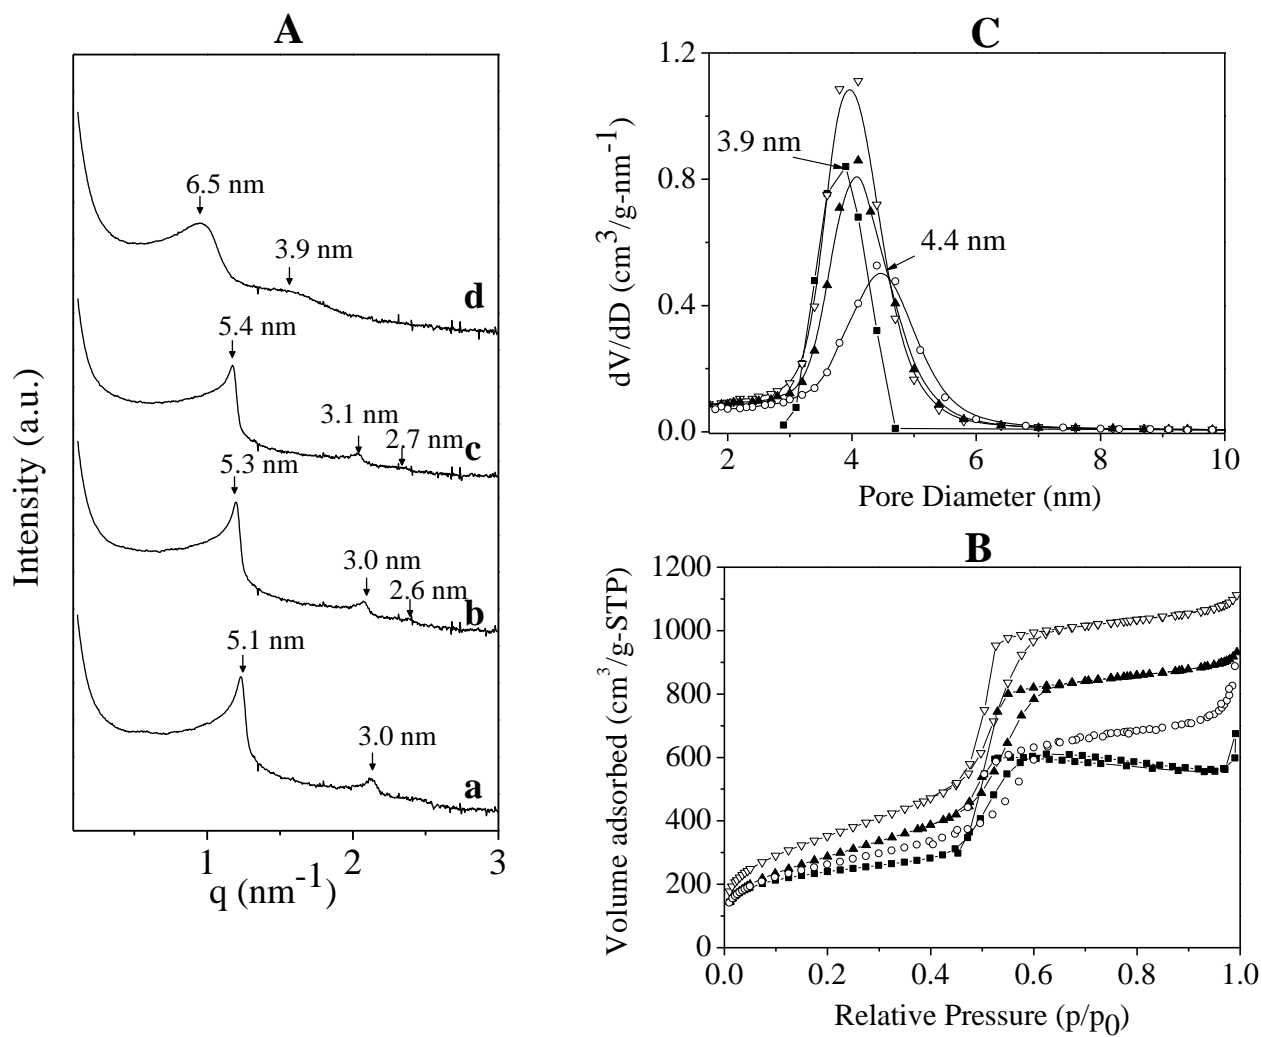 A
6.5 nm
3.9 nm
d
5.4 nm
3.1 nm
2.7 nm
c
5.3 nm
3.0 nm
2.6 nm
b
5.1 nm
3.0 nm
a
Intensity (a.u.)
1 2 3
q (nm-1)
C
1.2
0.8
0.4
0.0
3.9 nm
4.4 nm
dV/dD (cm3/g-nm-1)
2 4 6 8 10
Pore Diameter (nm)
B
1200
1000
800
600
400
200
0
Volume adsorbed (cm3/g-STP)
0.0 0.2 0.4 0.6 0.8 1.0
Relative Pressure (p/p0)